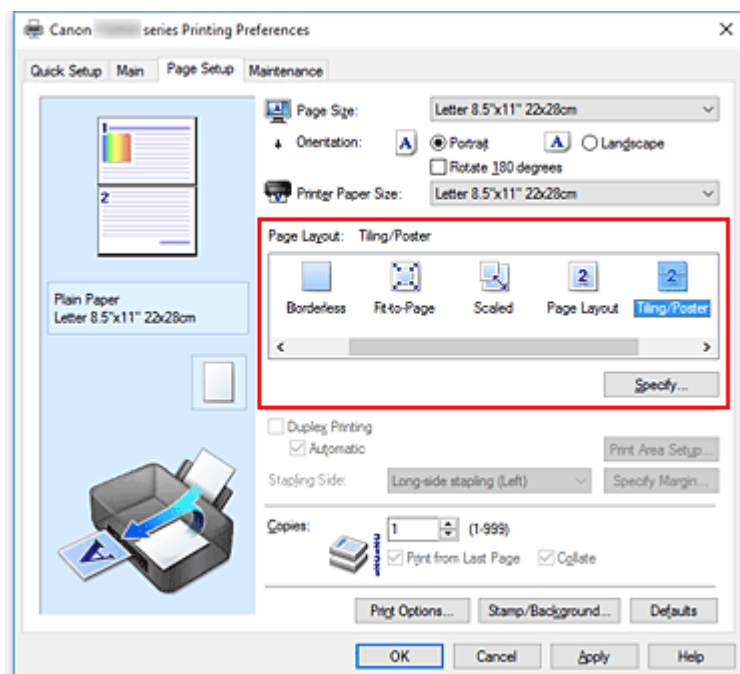 Canon series Printing Preferences
Quick Setup Main Page Setup Maintenance
1
2
Plain Paper
Letter 8.5"x11" 22x28cm
A
Page Size: Letter 8.5"x11" 22x28cm
Orientation: A Portrait A Landscape
Rotate 180 degrees
Printer Paper Size: Letter 8.5"x11" 22x28cm
Page Layout: Tiling/Poster
2 2
Borderless Fit-to-Page Scaled Page Layout Tiling/Poster
Specify...
Duplex Printing
Automatic Print Area Setup...
Stapling Side: Long-side stapling (Left) Specify Margin...
Copies: 1 (1-999)
Print from Last Page Collate
Print Options... Stamp/Background... Defaults
OK Cancel Apply Help